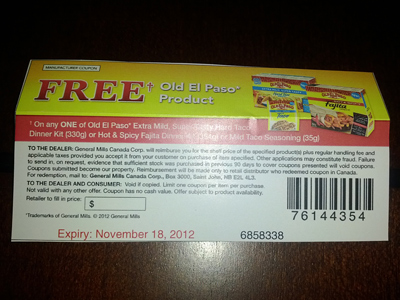 MANUFACTURER COUPON
FREE† Old El Paso*
Product
† On any ONE of Old El Paso* Extra Mild, Hard Taco
Dinner Kit (330g) or Hot & Spicy Fajita Dinner Kit or Mild Taco Seasoning (35g)
TO THE DEALER: General Mills Canada Corp. will reimburse you for the shelf price of the specified product(s) plus regular handling fee and
applicable taxes provided you accept it from your customer on purchase of item specified. Other applications may constitute fraud. Failure
to send in, on request, evidence that sufficient stock was purchased in previous 90 days to cover coupons presented will void coupons.
Coupons submitted become our property. Reimbursement will be made only to retail distributor who redeemed coupon in Canada.
For redemption, mail to: General Mills Canada Corp., Box 3000, Saint John, NB E2L 4L3.
TO THE DEALER AND CONSUMER: Void if copied. Limit one coupon per item per purchase.
Not valid with any other offer. Coupon has no cash value. Offer subject to product availability.
Retailer to fill in price: $
*Trademarks of General Mills. © 2012 General Mills
76144354
Expiry: November 18, 2012
6858338
Fajita